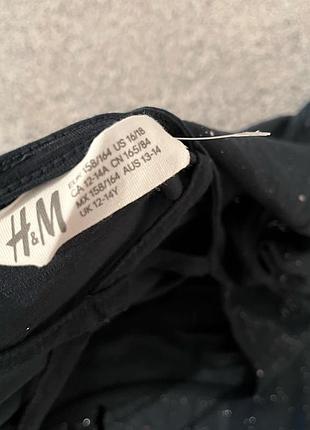 H&M
158/164 US 16/18
CA 12-14A CN 165/84
MX 158/164 AUS 13-14
UK 12-14Y